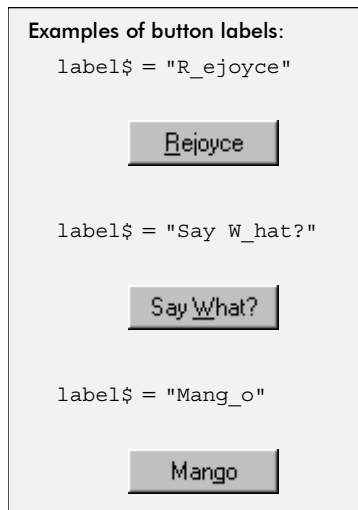 Examples of button labels:
label$ = "R_ejoyce"
Rejoyce
label$ = "Say W_hat?"
Say What?
label$ = "Mang_o"
Mango